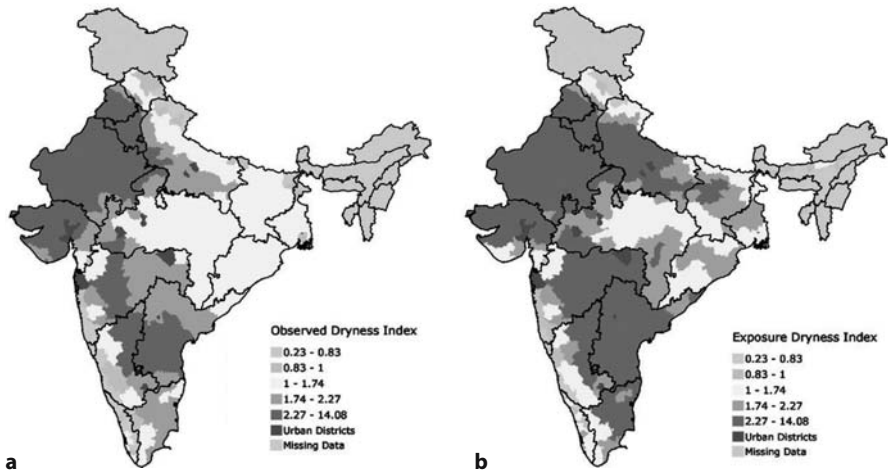 Observed Dryness Index
0.23 - 0.83
0.83 - 1
1 - 1.74
1.74 - 2.27
2.27 - 14.08
Urban Districts
Missing Data
a
Exposure Dryness Index
0.23 - 0.83
0.83 - 1
1 - 1.74
1.74 - 2.27
2.27 - 14.08
Urban Districts
Missing Data
b